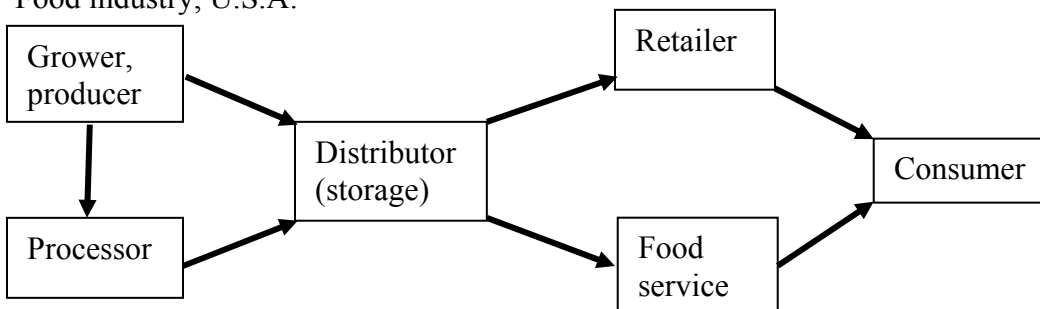 Food industry, U.S.A.
Grower,
producer
Retailer
Distributor
(storage)
Consumer
Processor
Food
service